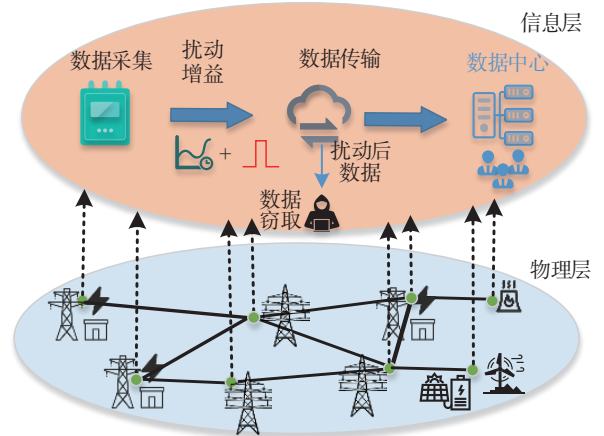 信息层
数据采集
扰动
增益
数据传输
数据中心
+
扰动后
数据
数据
窃取
物理层